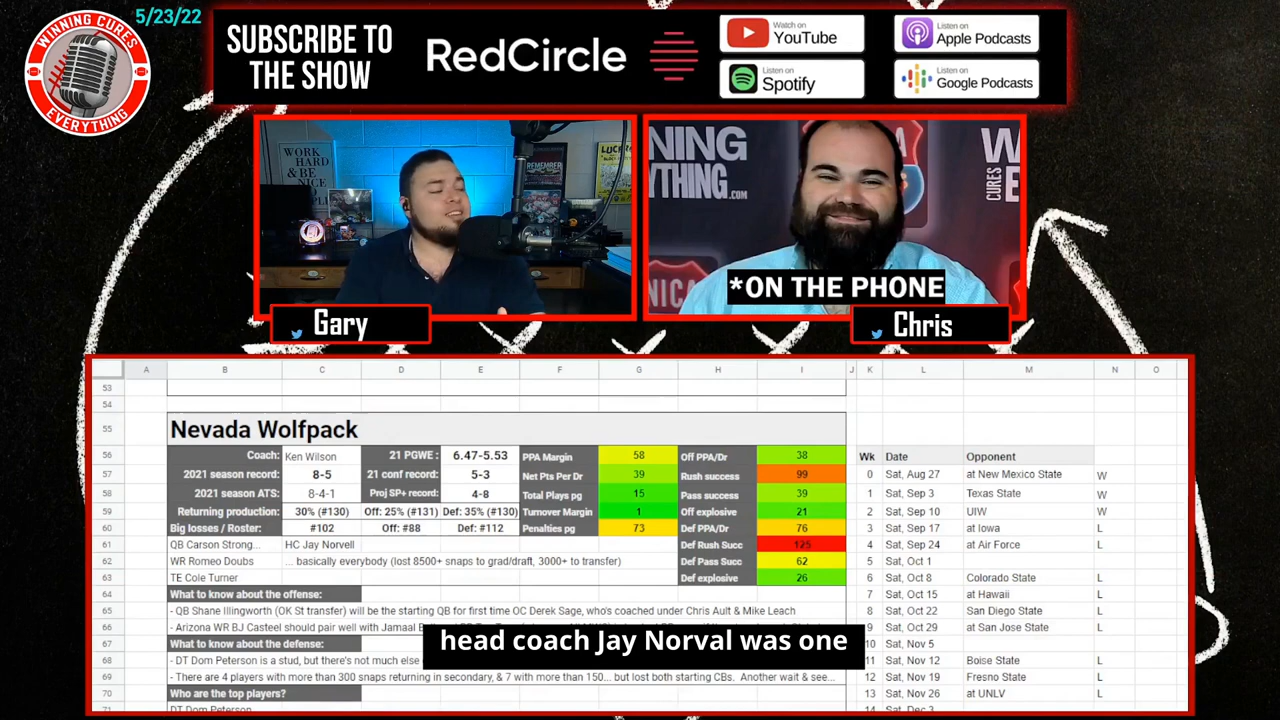 5/23/22
WINNING CURES
EVERYTHING
SUBSCRIBE TO
THE SHOW
RedCircle
Watch on
YouTube
Listen on
Apple Podcasts
Listen on
Spotify
Listen on
Google Podcasts
WORK
HARD
& BE
NICE
REMEMBER
NING
YTHING
.COM
W
CURES
E
NICA
*ON THE PHONE
Gary
Chris
A B C D E F G H I J K L M N O
53
54
55 Nevada Wolfpack
56 Coach: Ken Wilson 21 PGWE : 6.47-5.53 PPA Margin 58 Off PPA/Dr 38 Wk Date Opponent
57 2021 season record: 8-5 21 conf record: 5-3 Net Pts Per Dr 39 Rush success 99 0 Sat, Aug 27 at New Mexico State W
58 2021 season ATS: 8-4-1 Proj SP+ record: 4-8 Total Plays pg 15 Pass success 39 1 Sat, Sep 3 Texas State W
59 Returning production: 30% (#130) Off: 25% (#131) Def: 35% (#130) Turnover Margin 1 Off explosive 21 2 Sat, Sep 10 UIW W
60 Big losses / Roster: #102 Off: #88 Def: #112 Penalties pg 73 Def PPA/Dr 76 3 Sat, Sep 17 at Iowa L
61 QB Carson Strong... HC Jay Norvell Def Rush Succ 125 4 Sat, Sep 24 at Air Force L
62 WR Romeo Doubs ... basically everybody (lost 8500+ snaps to grad/draft, 3000+ to transfer) Def Pass Succ 62 5 Sat, Oct 1
63 TE Cole Turner Def explosive 26 6 Sat, Oct 8 Colorado State L
64 What to know about the offense: 7 Sat, Oct 15 at Hawaii L
65 - QB Shane Illingworth (OK St transfer) will be the starting QB for first time OC Derek Sage, who's coached under Chris Ault & Mike Leach 8 Sat, Oct 22 San Diego State L
66 - Arizona WR BJ Casteel should pair well with Jamaal 9 Sat, Oct 29 at San Jose State L
67 What to know about the defense: 10 Sat, Nov 5
68 - DT Dom Peterson is a stud, but there's not much else 11 Sat, Nov 12 Boise State L
69 - There are 4 players with more than 300 snaps returning in secondary, & 7 with more than 150... but lost both starting CBs. Another wait & see... 12 Sat, Nov 19 Fresno State L
70 Who are the top players? 13 Sat, Nov 26 at UNLV L
71 DT Dom Peterson 14 Sat, Dec 3
head coach Jay Norval was one